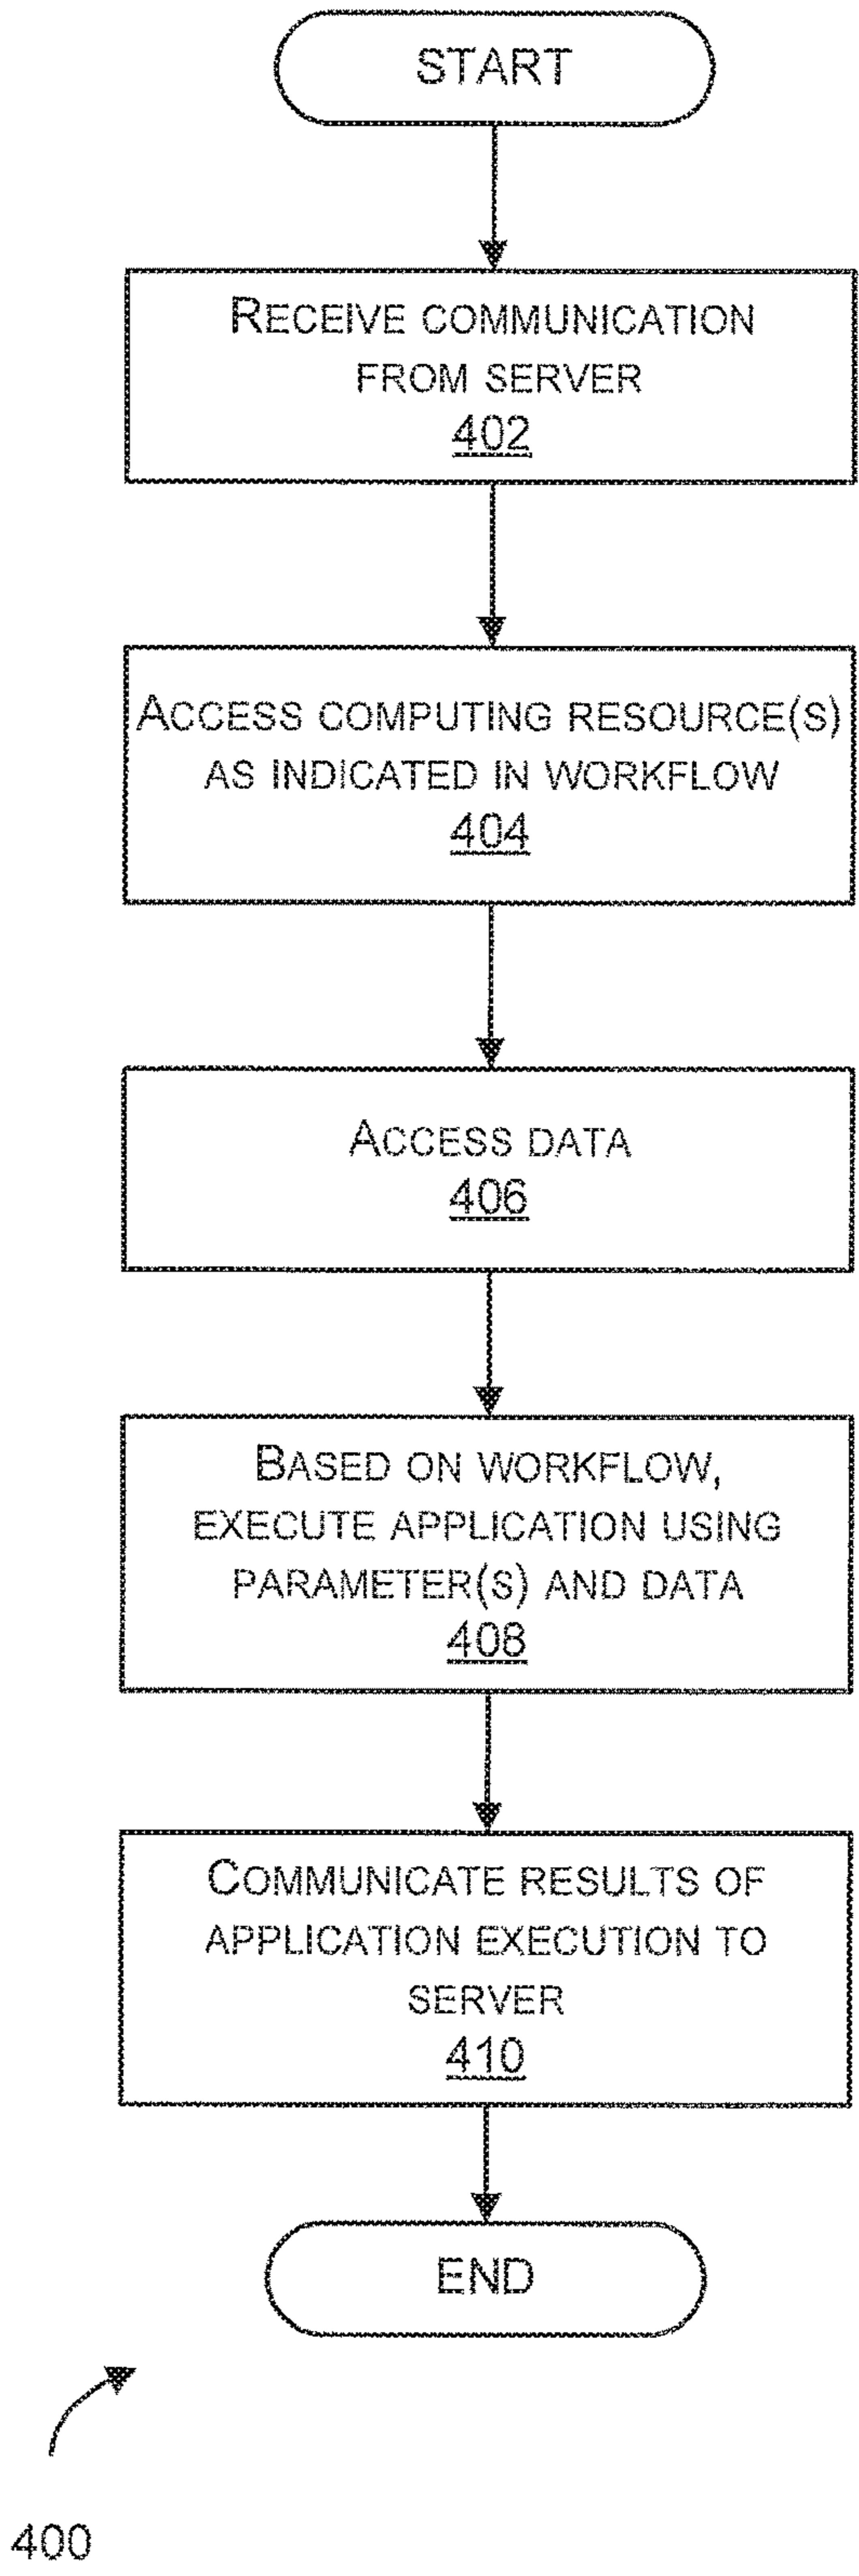 START
RECEIVE COMMUNICATION
FROM SERVER
402
ACCESS COMPUTING RESOURCE(S)
AS INDICATED IN WORKFLOW
404
ACCESS DATA
406
BASED ON WORKFLOW,
EXECUTE APPLICATION USING
PARAMETER(S) AND DATA
408
COMMUNICATE RESULTS OF
APPLICATION EXECUTION TO
SERVER
410
END
400